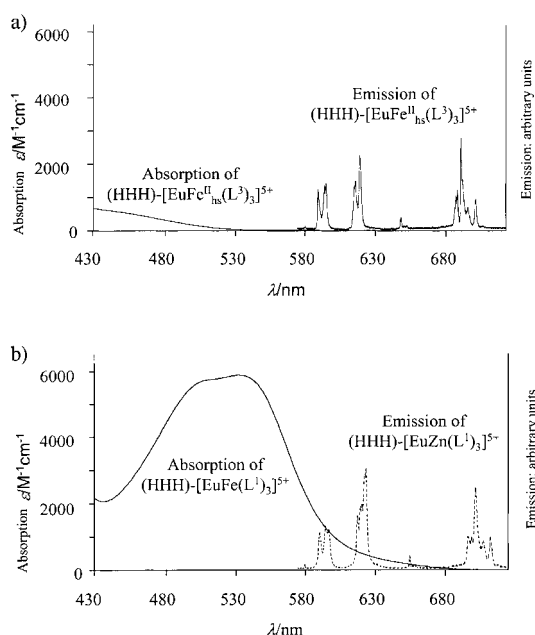 a)
6000
4000
2000
0
Absorption ε/M⁻¹cm⁻¹
Emission of
(HHH)-[EuFeᴵᴵₕₛ(L³)₃]⁵⁺
Absorption of
(HHH)-[EuFeᴵᴵₕₛ(L³)₃]⁵⁺
Emission: arbitrary units
430 480 530 580 630 680
λ/nm
b)
6000
4000
2000
0
Absorption ε/M⁻¹cm⁻¹
Emission of
(HHH)-[EuZn(L¹)₃]⁵⁺
Absorption of
(HHH)-[EuFe(L¹)₃]⁵⁺
Emission: arbitrary units
430 480 530 580 630 680
λ/nm